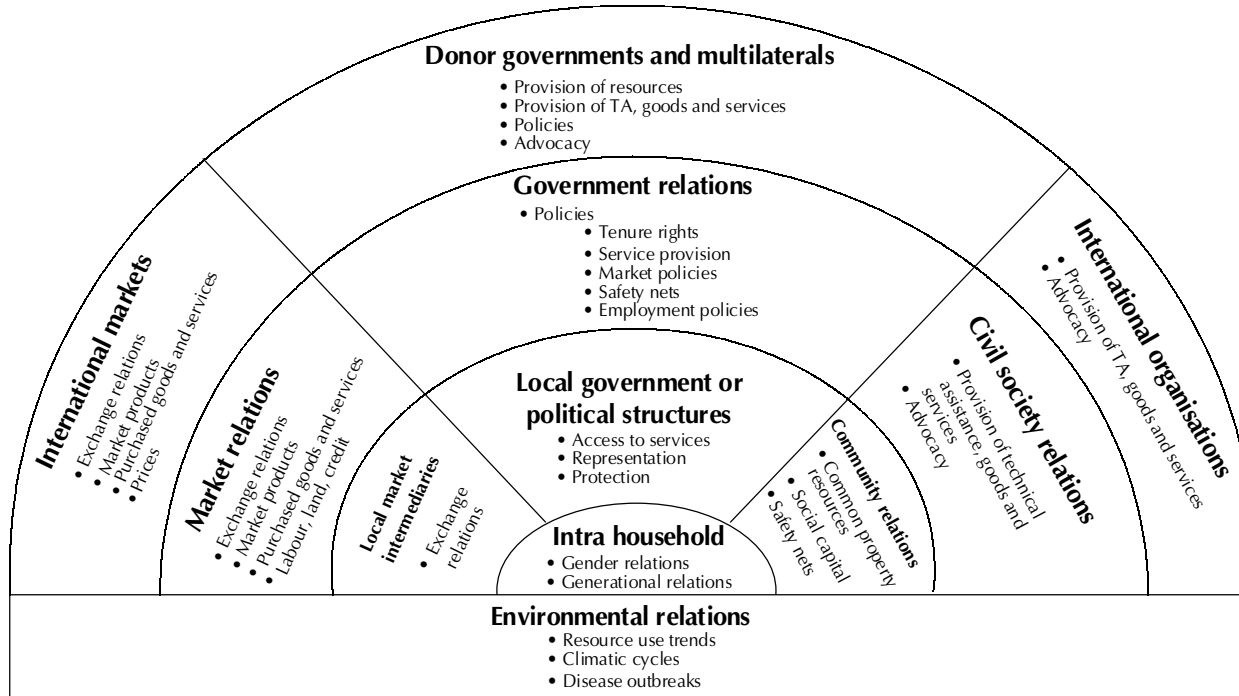 Donor governments and multilaterals
• Provision of resources
• Provision of TA, goods and services
• Policies
• Advocacy
Government relations
• Policies
• Tenure rights
• Service provision
• Market policies
• Safety nets
• Employment policies
International markets
• Exchange relations
• Market products
• Purchased goods and services
• Prices
Market relations
• Exchange relations
• Market products
• Purchased goods and services
• Labour, land, credit
Local market
intermediaries
• Exchange
relations
Local government or
political structures
• Access to services
• Representation
• Protection
Community relations
• Common property
resources
• Social capital
• Safety nets
Civil society relations
• Provision of technical
assistance, goods and
services
• Advocacy
International organisations
• Provision of TA, goods and services
• Advocacy
Intra household
• Gender relations
• Generational relations
Environmental relations
• Resource use trends
• Climatic cycles
• Disease outbreaks